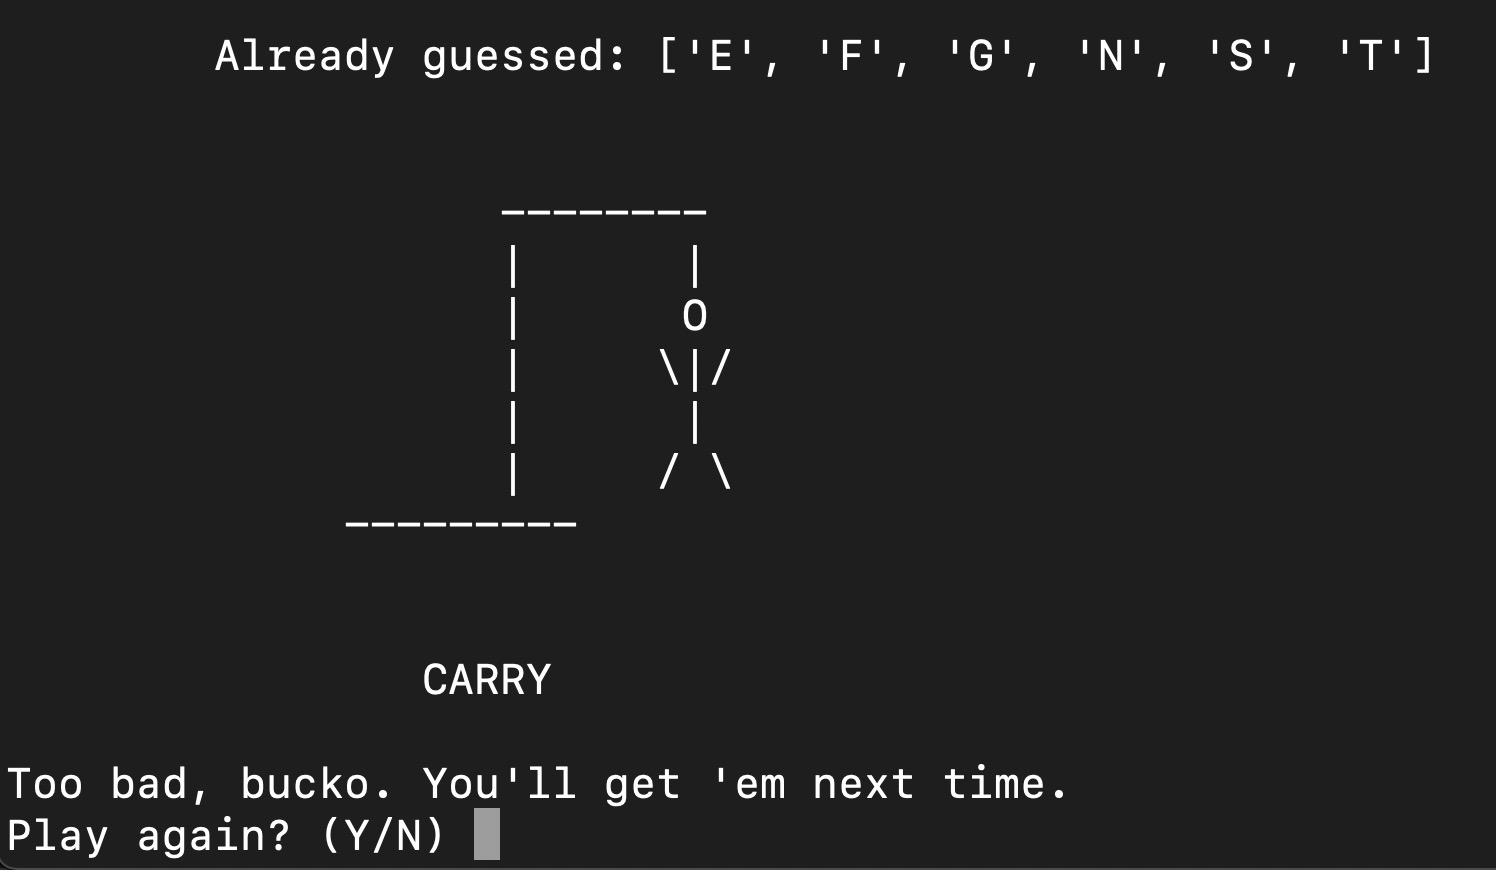 Already guessed: ['E', 'F', 'G', 'N', 'S', 'T']
--------
|      |
|      O
|     \|/
|      |
|     / \
---------
CARRY
Too bad, bucko. You'll get 'em next time.
Play again? (Y/N)